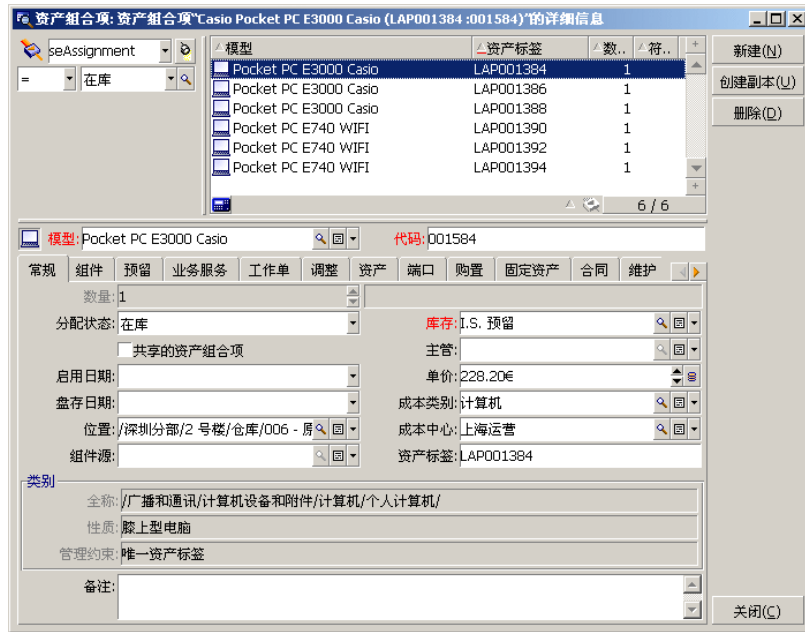 资产组合项: 资产组合项"Casio Pocket PC E3000 Casio (LAP001384 :001584)"的详细信息
seAssignment
= 在库
模型 资产标签 数.. 符..
Pocket PC E3000 Casio LAP001384 1
Pocket PC E3000 Casio LAP001386 1
Pocket PC E3000 Casio LAP001388 1
Pocket PC E740 WIFI LAP001390 1
Pocket PC E740 WIFI LAP001392 1
Pocket PC E740 WIFI LAP001394 1
6 / 6
新建(N)
创建副本(U)
删除(D)
模型: Pocket PC E3000 Casio 代码: 001584
常规 组件 预留 业务服务 工作单 调整 资产 端口 购置 固定资产 合同 维护
数量: 1
分配状态: 在库 库存: I.S. 预留
共享的资产组合项 主管:
启用日期: 单价: 228.20€
盘存日期: 成本类别: 计算机
位置: /深圳分部/2 号楼/仓库/006 - 成本中心: 上海运营
组件源: 资产标签: LAP001384
类别
全称: /广播和通讯/计算机设备和附件/计算机/个人计算机/
性质: 膝上型电脑
管理约束: 唯一资产标签
备注:
关闭(C)